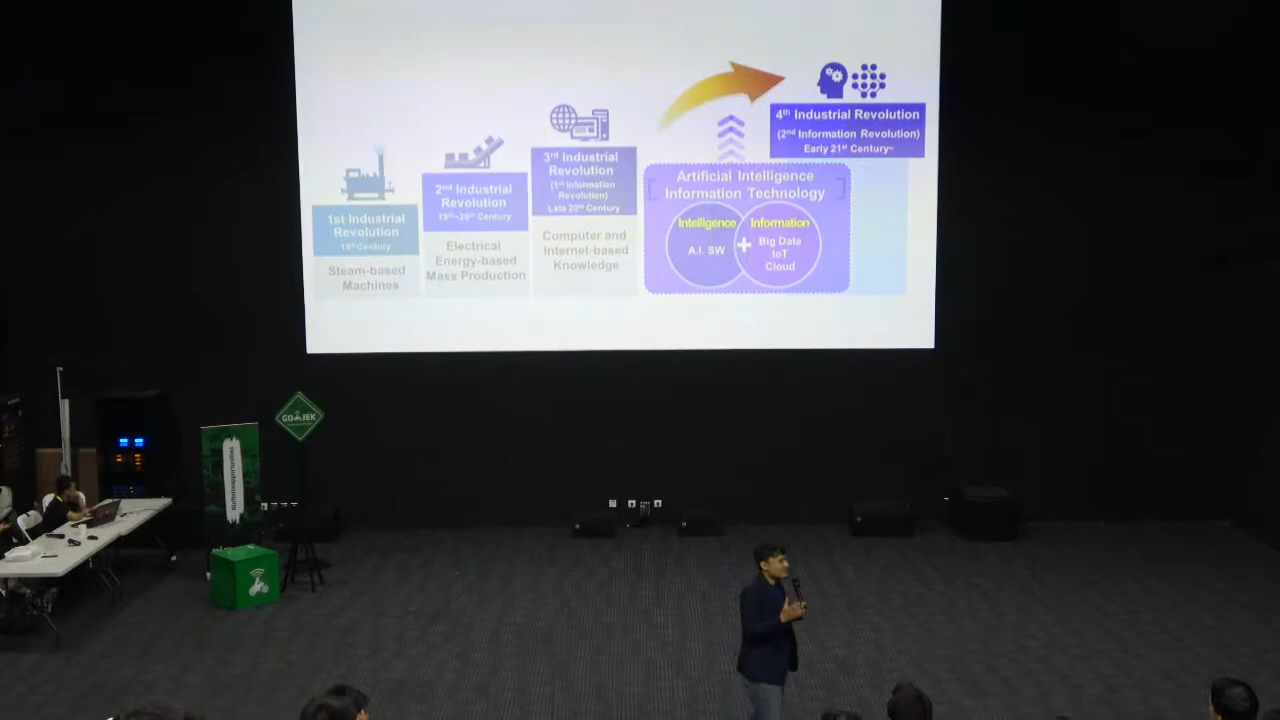 1st Industrial
Revolution
18th Century
Steam-based
Machines
2nd Industrial
Revolution
19th~20th Century
Electrical
Energy-based
Mass Production
3rd Industrial
Revolution
(1st Information
Revolution)
Late 20th Century
Computer and
Internet-based
Knowledge
Artificial Intelligence
Information Technology
Intelligence
A.I. SW
+
Information
Big Data
IoT
Cloud
4th Industrial Revolution
(2nd Information Revolution)
Early 21st Century~
GO JEK